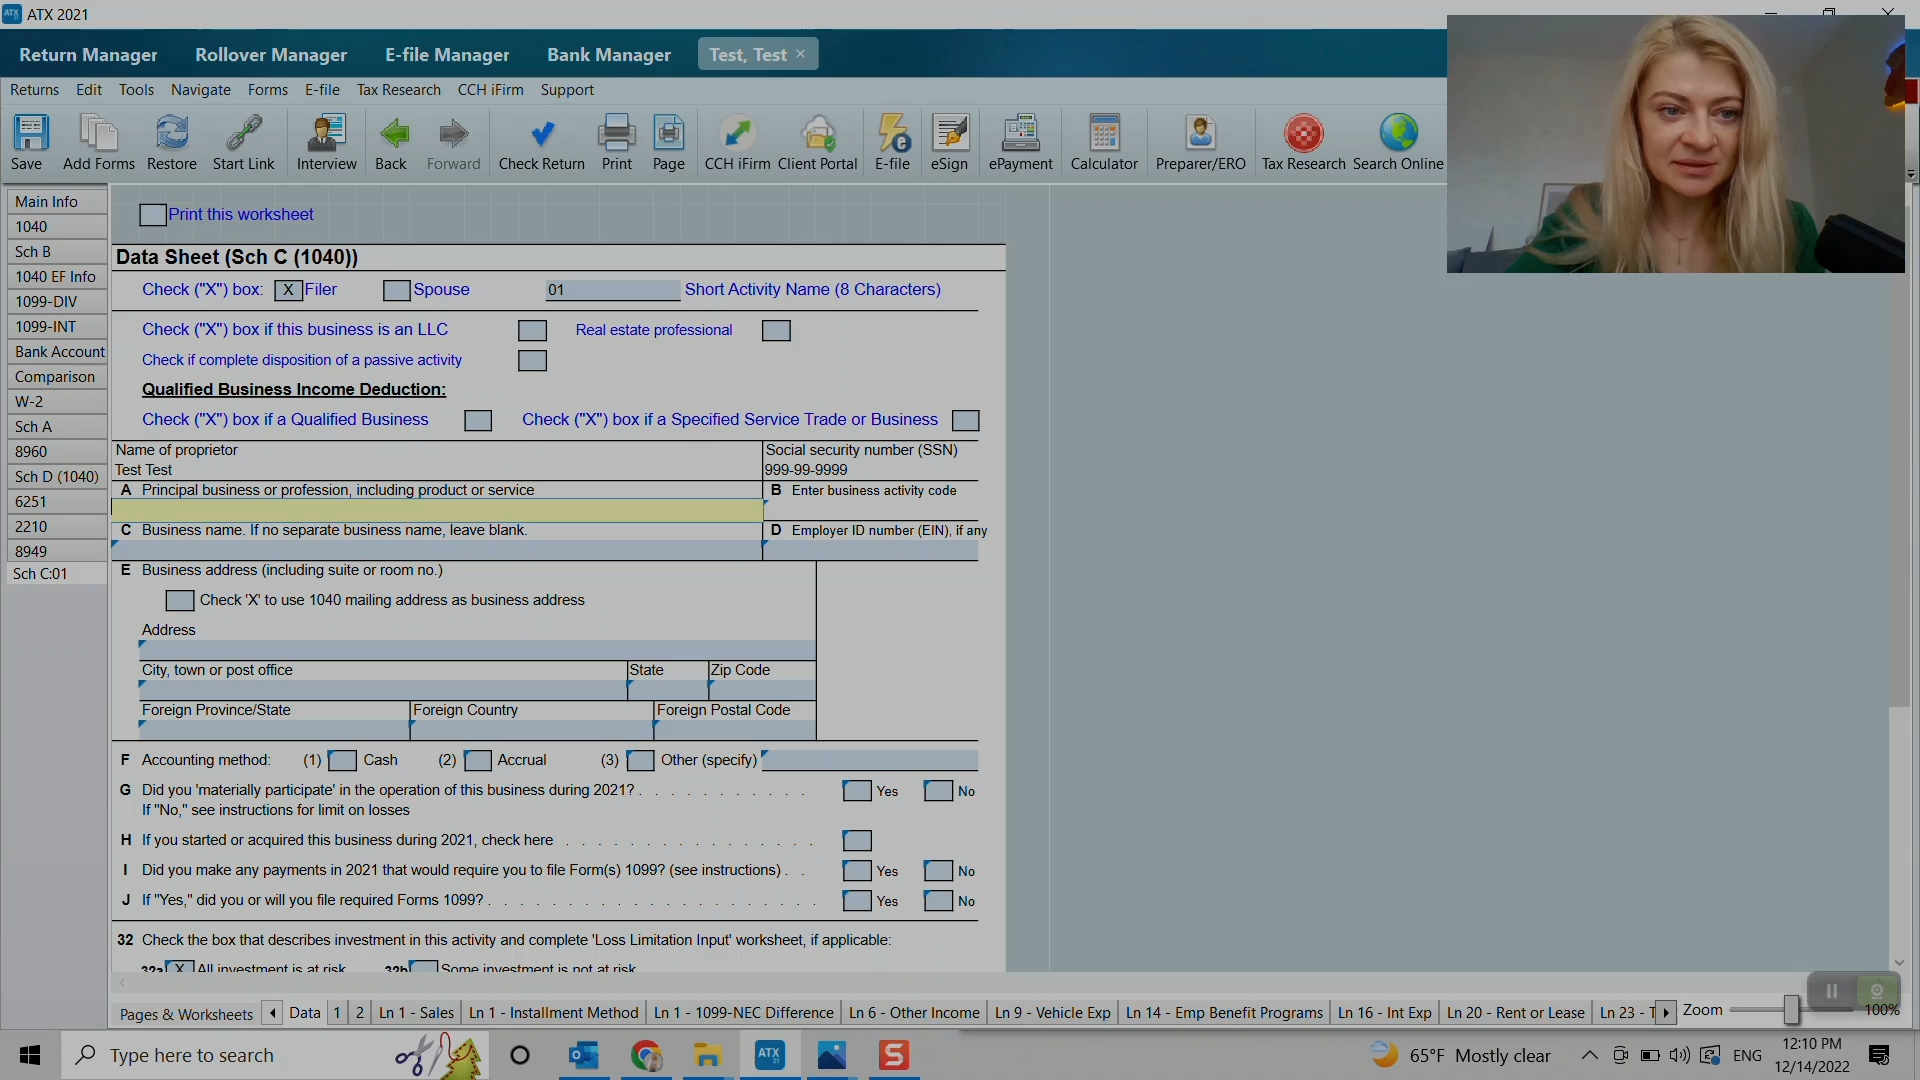 ATX 2021
Return Manager Rollover Manager E-file Manager Bank Manager Test, Test ×
Returns Edit Tools Navigate Forms E-file Tax Research CCH iFirm Support
Save Add Forms Restore Start Link Interview Back Forward Check Return Print Page CCH iFirm Client Portal E-file eSign ePayment Calculator Preparer/ERO Tax Research Search Online
Main Info
1040
Sch B
1040 EF Info
1099-DIV
1099-INT
Bank Account
Comparison
W-2
Sch A
8960
Sch D (1040)
6251
2210
8949
Sch C:01
Print this worksheet
Data Sheet (Sch C (1040))
Check ("X") box: X Filer Spouse 01 Short Activity Name (8 Characters)
Check ("X") box if this business is an LLC Real estate professional
Check if complete disposition of a passive activity
Qualified Business Income Deduction:
Check ("X") box if a Qualified Business Check ("X") box if a Specified Service Trade or Business
Name of proprietor Social security number (SSN)
Test Test 999-99-9999
A Principal business or profession, including product or service B Enter business activity code
C Business name. If no separate business name, leave blank. D Employer ID number (EIN), if any
E Business address (including suite or room no.)
Check 'X' to use 1040 mailing address as business address
Address
City, town or post office State Zip Code
Foreign Province/State Foreign Country Foreign Postal Code
F Accounting method: (1) Cash (2) Accrual (3) Other (specify)
G Did you 'materially participate' in the operation of this business during 2021? . . . . . . . . . . Yes No
If "No," see instructions for limit on losses
H If you started or acquired this business during 2021, check here . . . . . . . . . . . . . . .
I Did you make any payments in 2021 that would require you to file Form(s) 1099? (see instructions) . . Yes No
J If "Yes," did you or will you file required Forms 1099? . . . . . . . . . . . . . . . . . . . . Yes No
32 Check the box that describes investment in this activity and complete 'Loss Limitation Input' worksheet, if applicable:
32a X All investment is at risk 32b Some investment is not at risk
Pages & Worksheets Data 1 2 Ln 1 - Sales Ln 1 - Installment Method Ln 1 - 1099-NEC Difference Ln 6 - Other Income Ln 9 - Vehicle Exp Ln 14 - Emp Benefit Programs Ln 16 - Int Exp Ln 20 - Rent or Lease Ln 23 - Zoom 100%
Type here to search ATX 21 S 65°F Mostly clear ENG 12:10 PM
12/14/2022